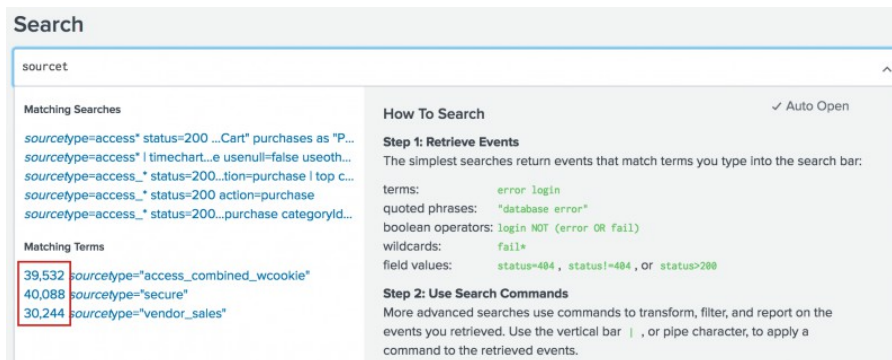 Search
sourcet
Matching Searches
sourcetype=access* status=200 ...Cart" purchases as "P...
sourcetype=access* | timechart...e usenull=false useoth...
sourcetype=access_* status=200...tion=purchase | top c...
sourcetype=access_* status=200 action=purchase
sourcetype=access_* status=200...purchase categoryId...
Matching Terms
39,532 sourcetype="access_combined_wcookie"
40,088 sourcetype="secure"
30,244 sourcetype="vendor_sales"
How To Search
✓ Auto Open
Step 1: Retrieve Events
The simplest searches return events that match terms you type into the search bar:
terms: error login
quoted phrases: "database error"
boolean operators: login NOT (error OR fail)
wildcards: fail*
field values: status=404 , status!=404 , or status>200
Step 2: Use Search Commands
More advanced searches use commands to transform, filter, and report on the
events you retrieved. Use the vertical bar | , or pipe character, to apply a
command to the retrieved events.